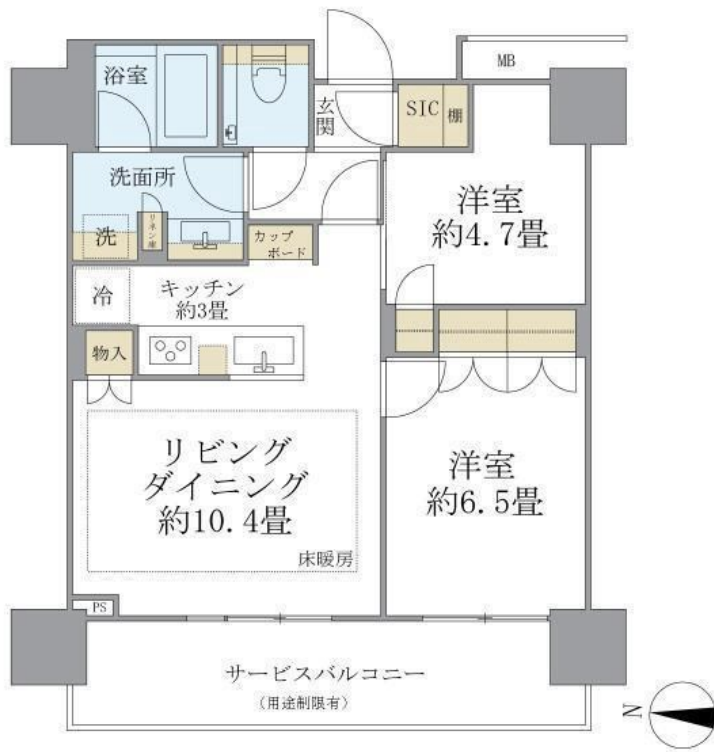 MB
浴室
玄関
SIC
棚
洗面所
洋室
約4.7畳
リネン庫
洗
カップ
ボード
冷
キッチン
約3畳
物入
リビング
ダイニング
約10.4畳
床暖房
洋室
約6.5畳
PS
サービスバルコニー
(用途制限有)
N